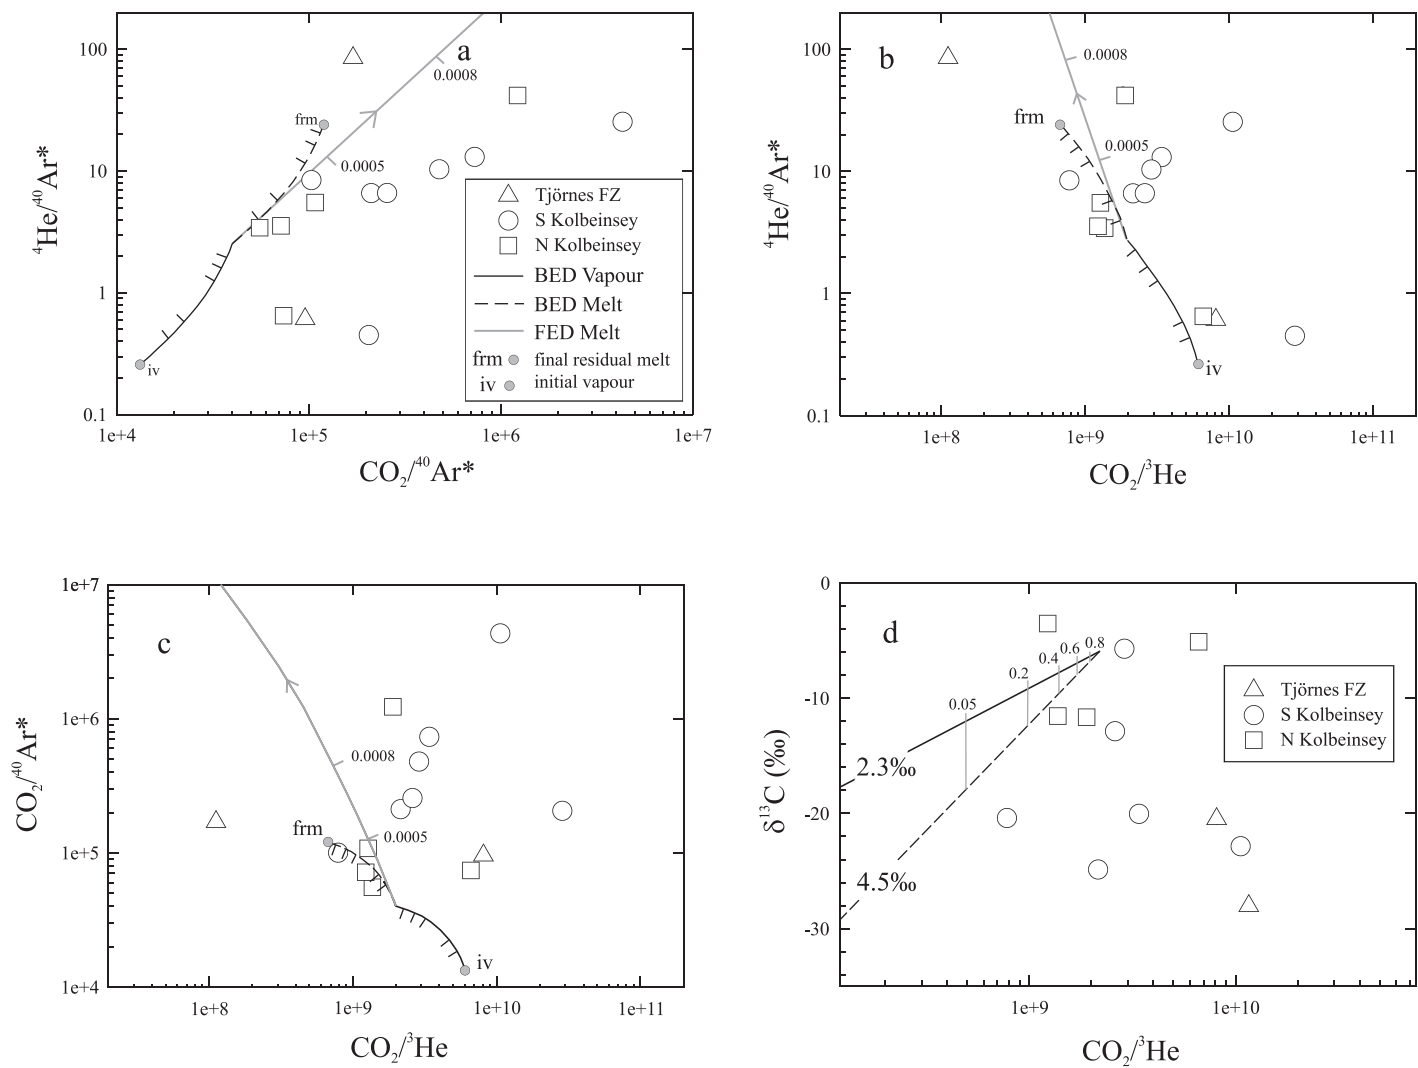 a
100
10
1
0.1
1e+4
1e+5
1e+6
1e+7
⁴He/⁴⁰Ar*
CO₂/⁴⁰Ar*
0.0008
0.0005
frm
iv
Tjörnes FZ
S Kolbeinsey
N Kolbeinsey
BED Vapour
BED Melt
FED Melt
frm final residual melt
iv initial vapour
b
100
10
1
0.1
1e+8
1e+9
1e+10
1e+11
⁴He/⁴⁰Ar*
CO₂/³He
0.0008
0.0005
frm
iv
c
1e+7
1e+6
1e+5
1e+4
1e+8
1e+9
1e+10
1e+11
CO₂/⁴⁰Ar*
CO₂/³He
0.0008
0.0005
frm
iv
d
0
-10
-20
-30
1e+9
1e+10
δ¹³C (‰)
CO₂/³He
0.8
0.6
0.4
0.2
0.05
2.3‰
4.5‰
Tjörnes FZ
S Kolbeinsey
N Kolbeinsey